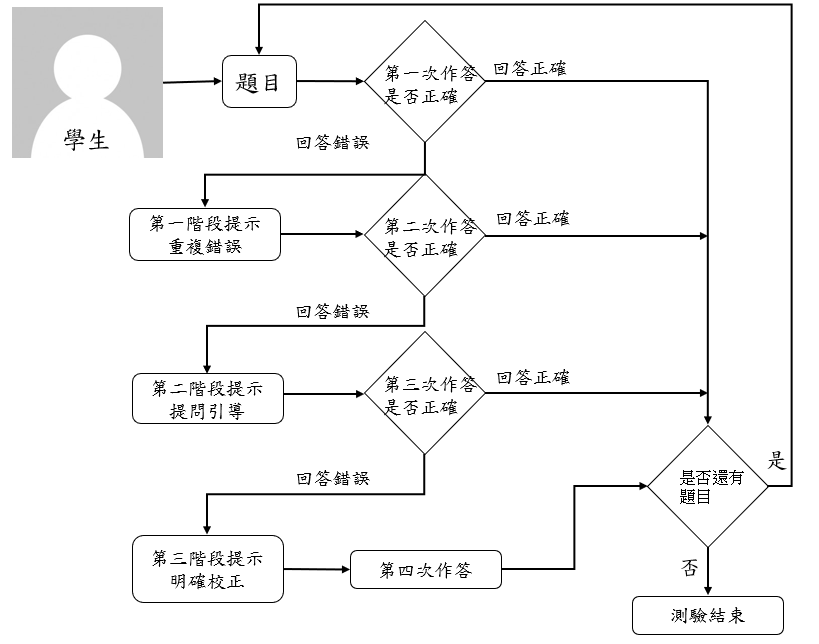 學生
題目
第一次作答
是否正確
回答正確
回答錯誤
第一階段提示
重複錯誤
第二次作答
是否正確
回答正確
回答錯誤
第二階段提示
提問引導
第三次作答
是否正確
回答正確
回答錯誤
第三階段提示
明確校正
第四次作答
是否還有
題目
是
否
測驗結束